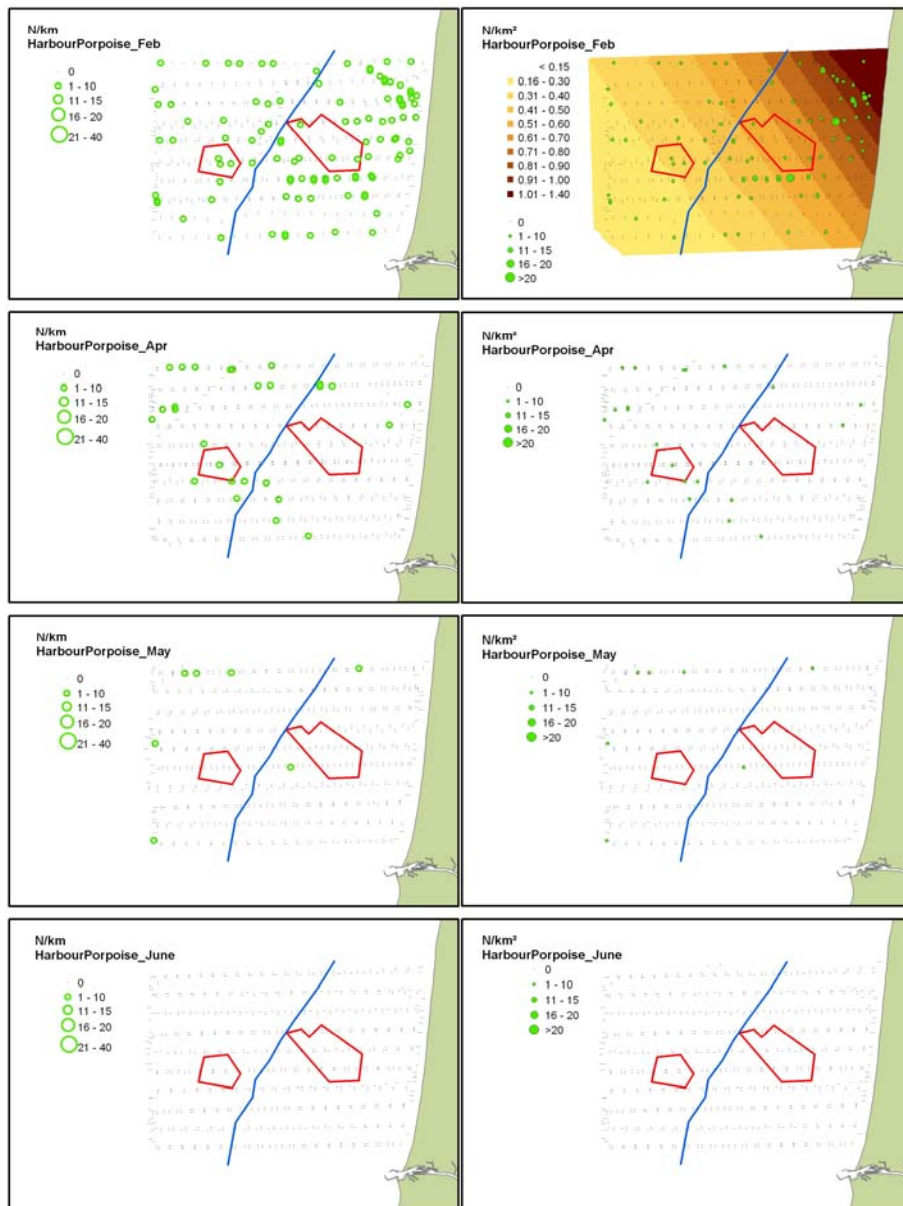 N/km
HarbourPorpoise_Feb
0
1 - 10
11 - 15
16 - 20
21 - 40
N/km²
HarbourPorpoise_Feb
< 0.15
0.16 - 0.30
0.31 - 0.40
0.41 - 0.50
0.51 - 0.60
0.61 - 0.70
0.71 - 0.80
0.81 - 0.90
0.91 - 1.00
1.01 - 1.40
0
1 - 10
11 - 15
16 - 20
>20
N/km
HarbourPorpoise_Apr
0
1 - 10
11 - 15
16 - 20
21 - 40
N/km²
HarbourPorpoise_Apr
0
1 - 10
11 - 15
16 - 20
>20
N/km
HarbourPorpoise_May
0
1 - 10
11 - 15
16 - 20
21 - 40
N/km²
HarbourPorpoise_May
0
1 - 10
11 - 15
16 - 20
>20
N/km
HarbourPorpoise_June
0
1 - 10
11 - 15
16 - 20
21 - 40
N/km²
HarbourPorpoise_June
0
1 - 10
11 - 15
16 - 20
>20